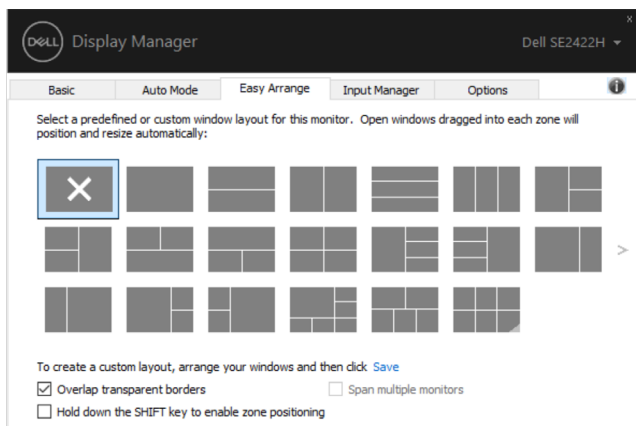 x
DELL Display Manager Dell SE2422H
Basic Auto Mode Easy Arrange Input Manager Options
Select a predefined or custom window layout for this monitor. Open windows dragged into each zone will
position and resize automatically:
To create a custom layout, arrange your windows and then click Save
Overlap transparent borders Span multiple monitors
Hold down the SHIFT key to enable zone positioning